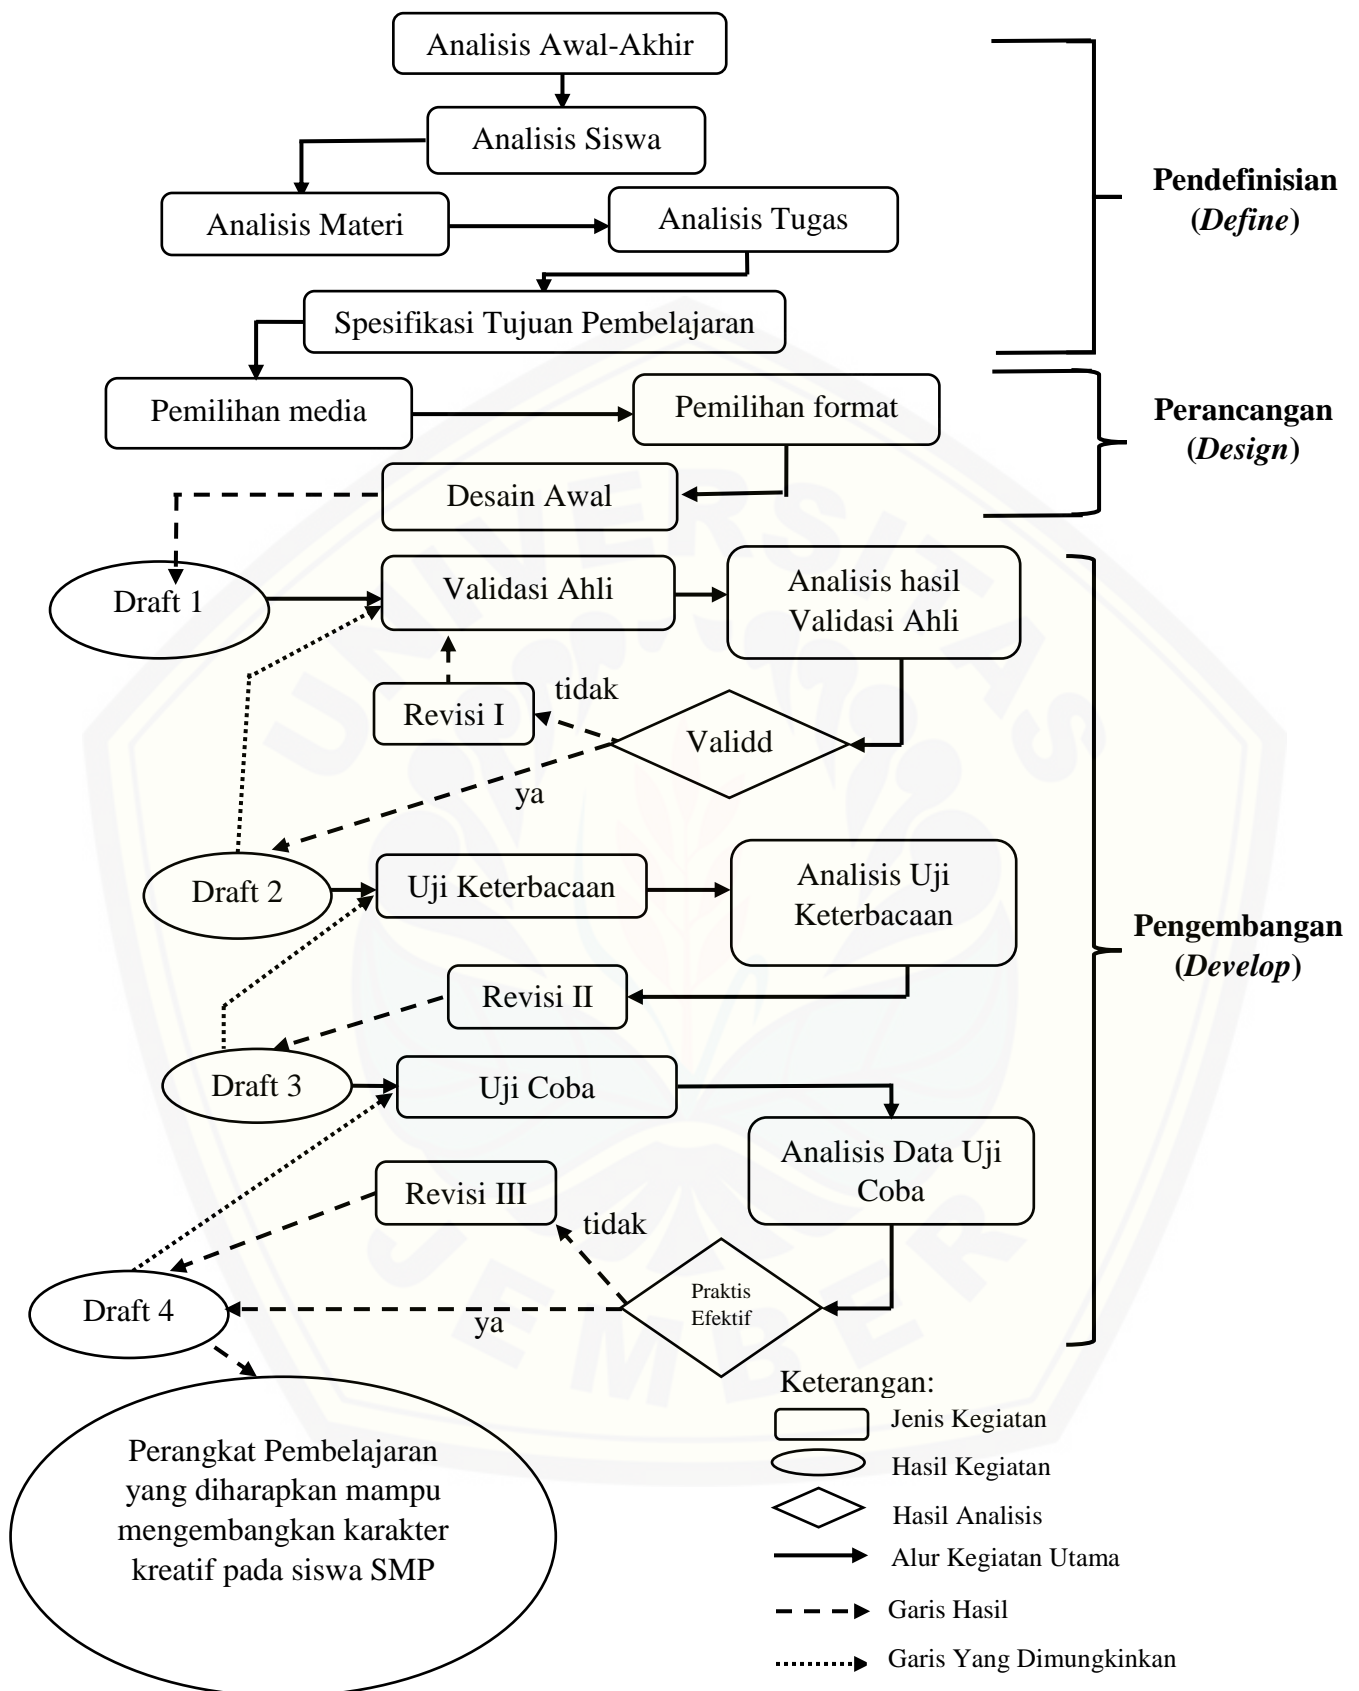 Analisis Awal-Akhir
Analisis Siswa
Analisis Materi
Analisis Tugas
Spesifikasi Tujuan Pembelajaran
Pendefinisian
(Define)
Pemilihan media
Pemilihan format
Desain Awal
Perancangan
(Design)
Draft 1
Validasi Ahli
Analisis hasil
Validasi Ahli
tidak
Revisi I
Validd
ya
Draft 2
Uji Keterbacaan
Analisis Uji
Keterbacaan
Pengembangan
(Develop)
Revisi II
Draft 3
Uji Coba
Analisis Data Uji
Coba
Revisi III
tidak
Praktis
Efektif
Draft 4
ya
Perangkat Pembelajaran
yang diharapkan mampu
mengembangkan karakter
kreatif pada siswa SMP
Keterangan:
Jenis Kegiatan
Hasil Kegiatan
Hasil Analisis
Alur Kegiatan Utama
Garis Hasil
Garis Yang Dimungkinkan
UNIVERSITAS
JEMBER